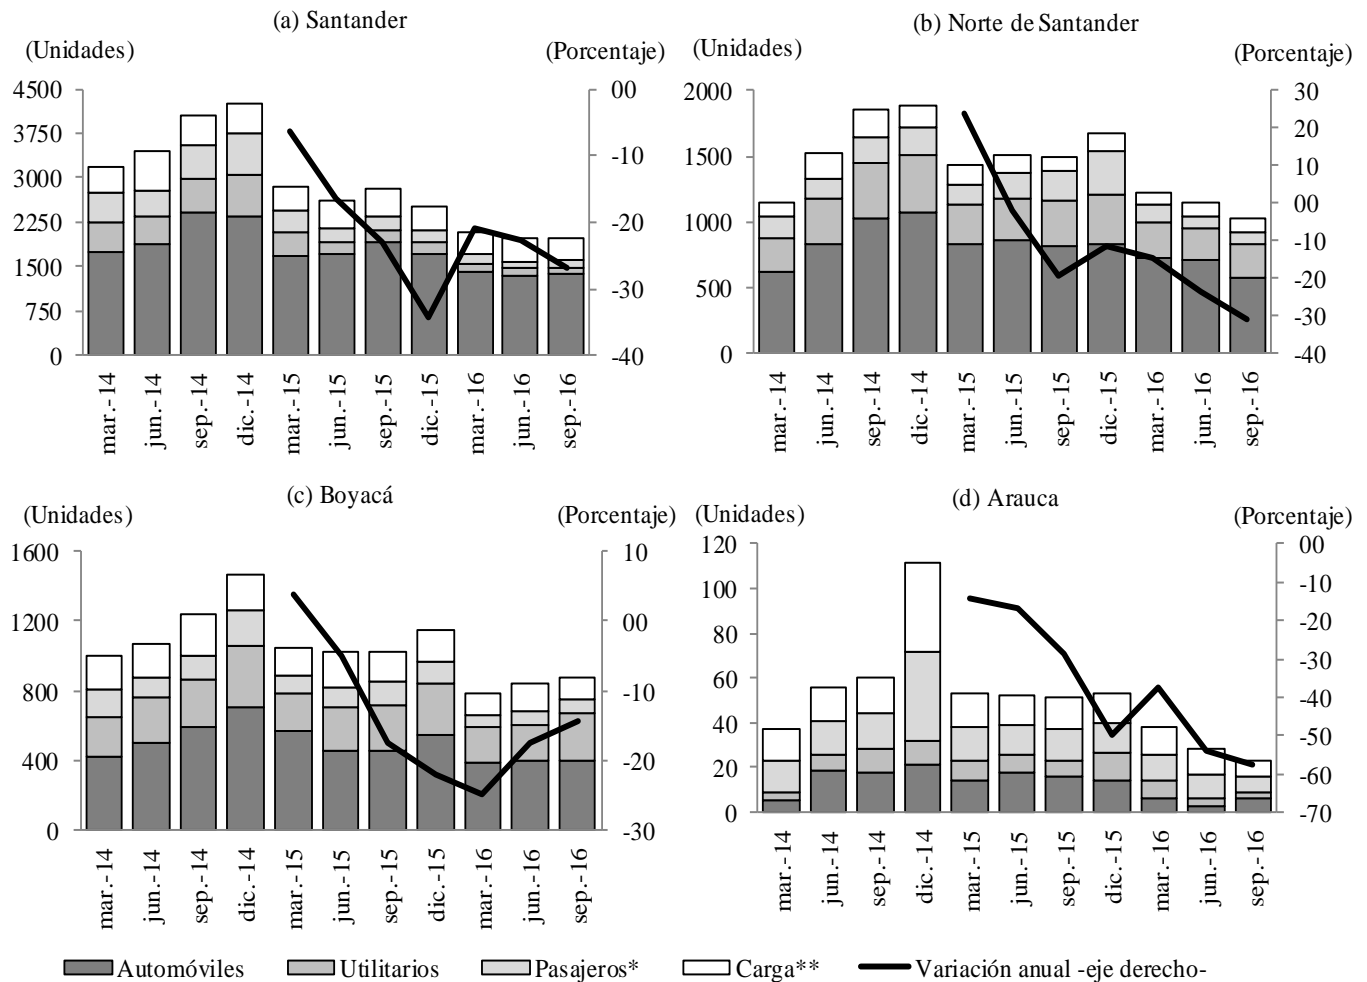 (a) Santander
(Unidades)
(Porcentaje)
4500
3750
3000
2250
1500
750
0
00
-10
-20
-30
-40
mar.-14
jun.-14
sep.-14
dic.-14
mar.-15
jun.-15
sep.-15
dic.-15
mar.-16
jun.-16
sep.-16
(b) Norte de Santander
(Unidades)
(Porcentaje)
2000
1500
1000
500
0
30
20
10
00
-10
-20
-30
-40
mar.-14
jun.-14
sep.-14
dic.-14
mar.-15
jun.-15
sep.-15
dic.-15
mar.-16
jun.-16
sep.-16
(c) Boyacá
(Unidades)
(Porcentaje)
1600
1200
800
400
0
10
00
-10
-20
-30
mar.-14
jun.-14
sep.-14
dic.-14
mar.-15
jun.-15
sep.-15
dic.-15
mar.-16
jun.-16
sep.-16
(d) Arauca
(Unidades)
(Porcentaje)
120
100
80
60
40
20
0
00
-10
-20
-30
-40
-50
-60
-70
mar.-14
jun.-14
sep.-14
dic.-14
mar.-15
jun.-15
sep.-15
dic.-15
mar.-16
jun.-16
sep.-16
Automóviles Utilitarios Pasajeros* Carga** Variación anual -eje derecho-